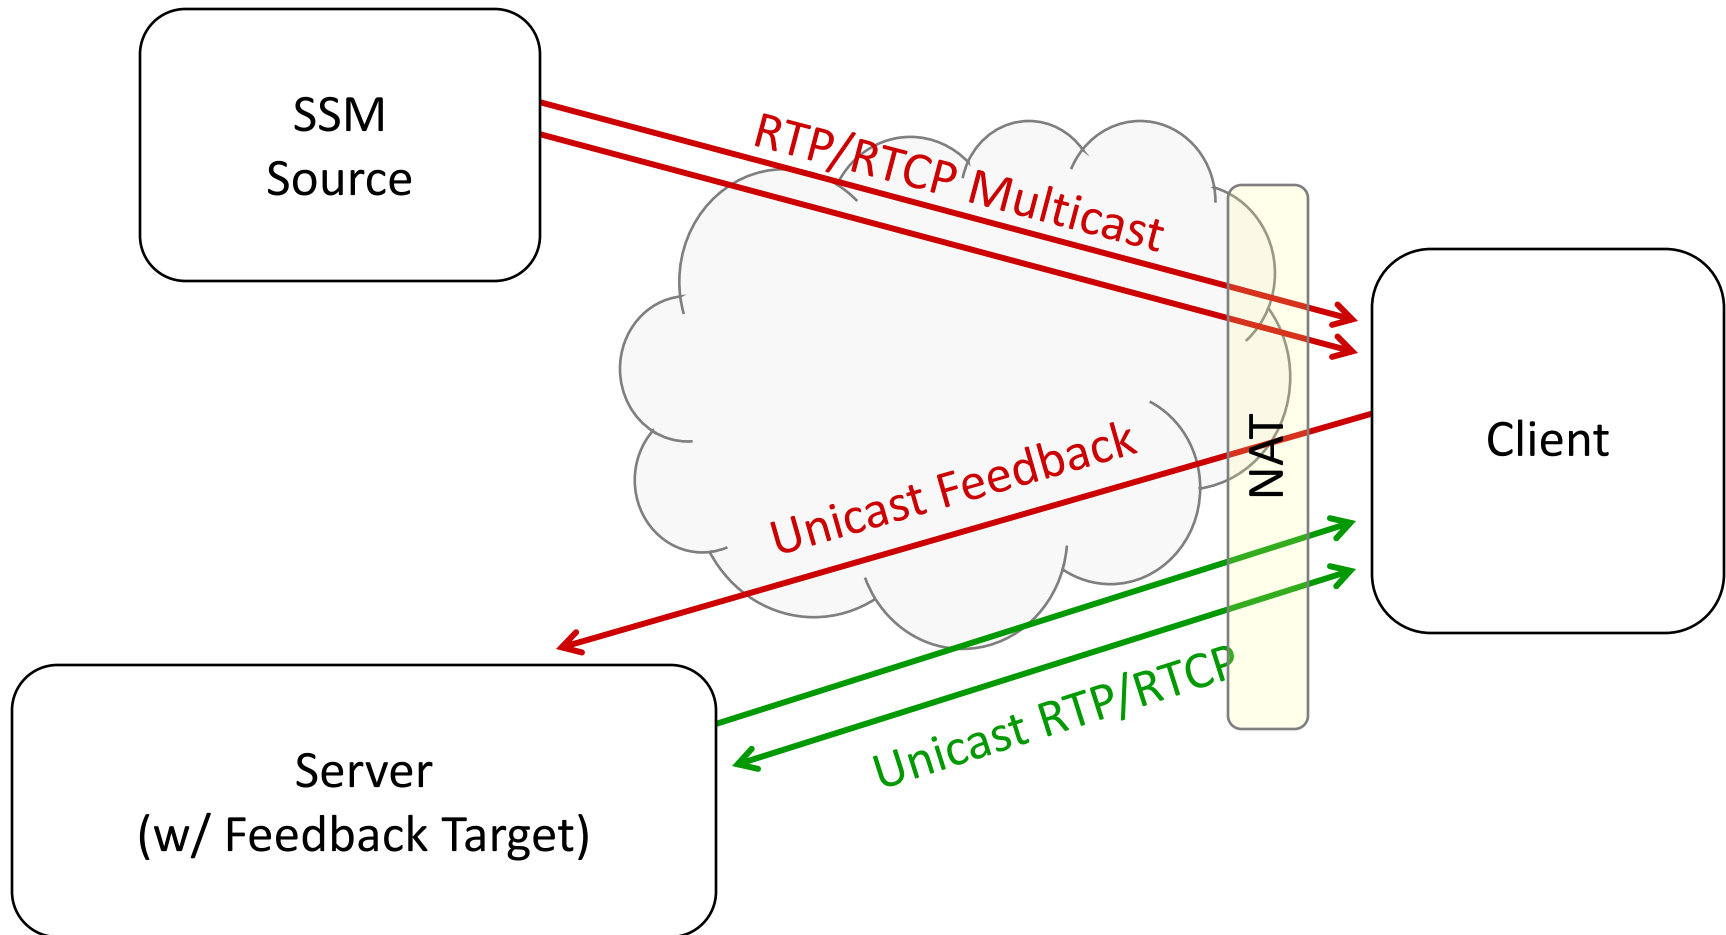 SSM
Source
RTP/RTCP Multicast
Client
NAT
Unicast Feedback
Unicast RTP/RTCP
Server
(w/ Feedback Target)